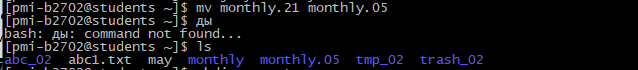 [pmi-b2702@students ~]$ mv monthly.21 monthly.05
[pmi-b2702@students ~]$ ды
bash: ды: command not found...
[pmi-b2702@students ~]$ ls
abc_02 abc1.txt may monthly monthly.05 tmp_02 trash_02